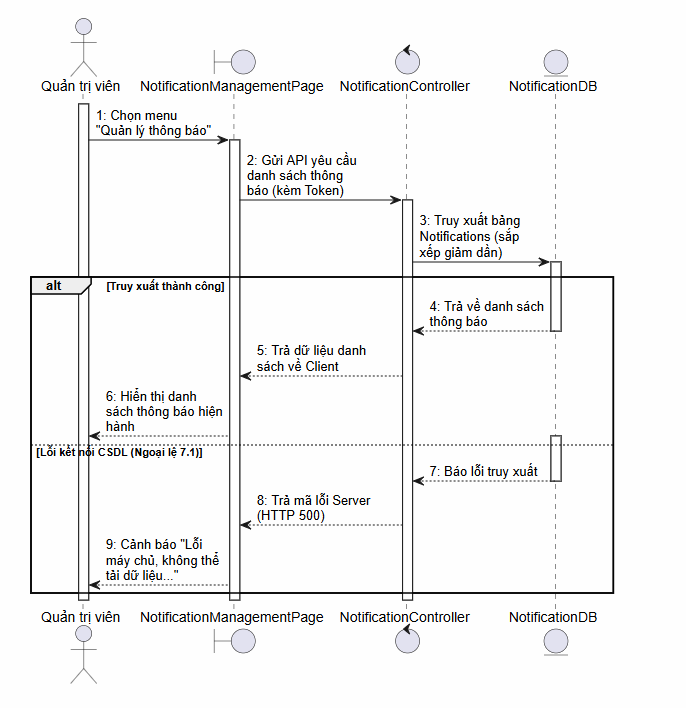 Quản trị viên
NotificationManagementPage
NotificationController
NotificationDB
1: Chọn menu
"Quản lý thông báo"
2: Gửi API yêu cầu
danh sách thông
báo (kèm Token)
3: Truy xuất bảng
Notifications (sắp
xếp giảm dần)
alt
[Truy xuất thành công]
4: Trả về danh sách
thông báo
5: Trả dữ liệu danh
sách về Client
6: Hiển thị danh
sách thông báo hiện
hành
[Lỗi kết nối CSDL (Ngoại lệ 7.1)]
7: Báo lỗi truy xuất
8: Trả mã lỗi Server
(HTTP 500)
9: Cảnh báo "Lỗi
máy chủ, không thể
tải dữ liệu..."
Quản trị viên
NotificationManagementPage
NotificationController
NotificationDB